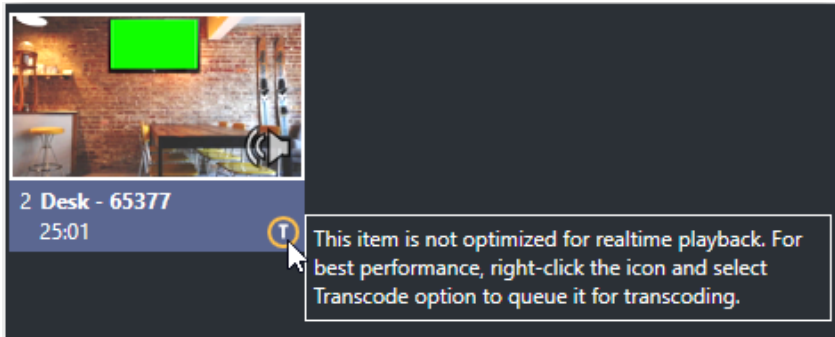 2 Desk - 65377
25:01
T
This item is not optimized for realtime playback. For
best performance, right-click the icon and select
Transcode option to queue it for transcoding.